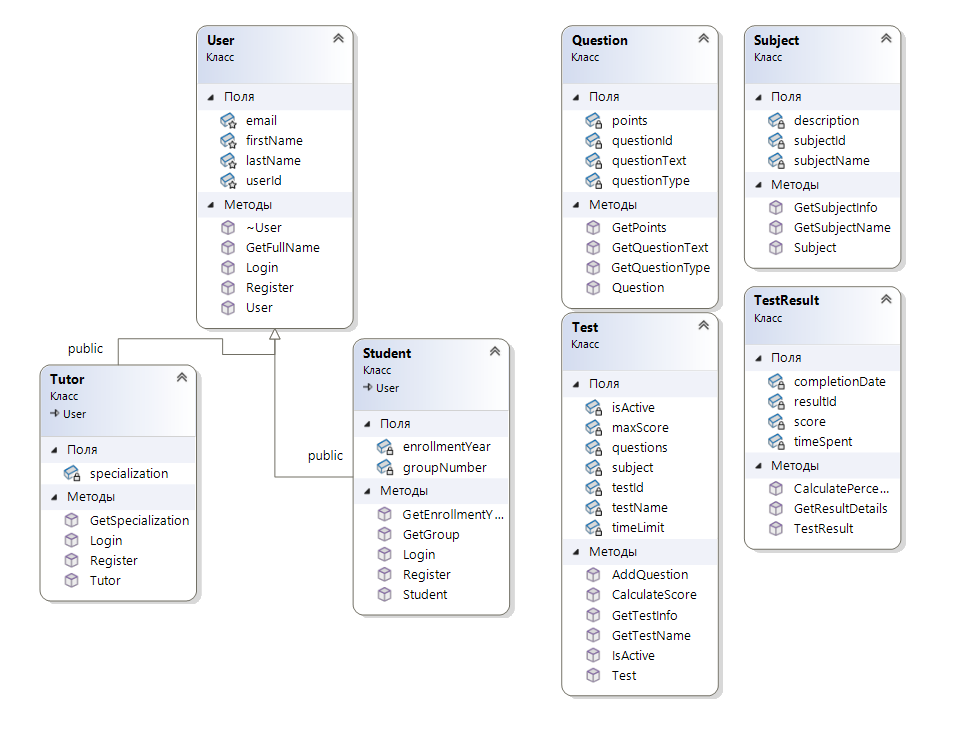 User
Класс
Поля
email
firstName
lastName
userId
Методы
~User
GetFullName
Login
Register
User
public
Tutor
Класс
User
Поля
specialization
Методы
GetSpecialization
Login
Register
Tutor
public
Student
Класс
User
Поля
enrollmentYear
groupNumber
Методы
GetEnrollmentY...
GetGroup
Login
Register
Student
Question
Класс
Поля
points
questionId
questionText
questionType
Методы
GetPoints
GetQuestionText
GetQuestionType
Question
Test
Класс
Поля
isActive
maxScore
questions
subject
testId
testName
timeLimit
Методы
AddQuestion
CalculateScore
GetTestInfo
GetTestName
IsActive
Test
Subject
Класс
Поля
description
subjectId
subjectName
Методы
GetSubjectInfo
GetSubjectName
Subject
TestResult
Класс
Поля
completionDate
resultId
score
timeSpent
Методы
CalculatePerce...
GetResultDetails
TestResult